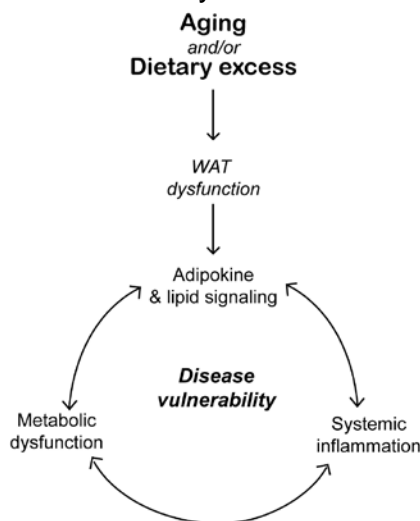 Aging
and/or
Dietary excess
WAT
dysfunction
Adipokine
& lipid signaling
Disease
vulnerability
Metabolic
dysfunction
Systemic
inflammation